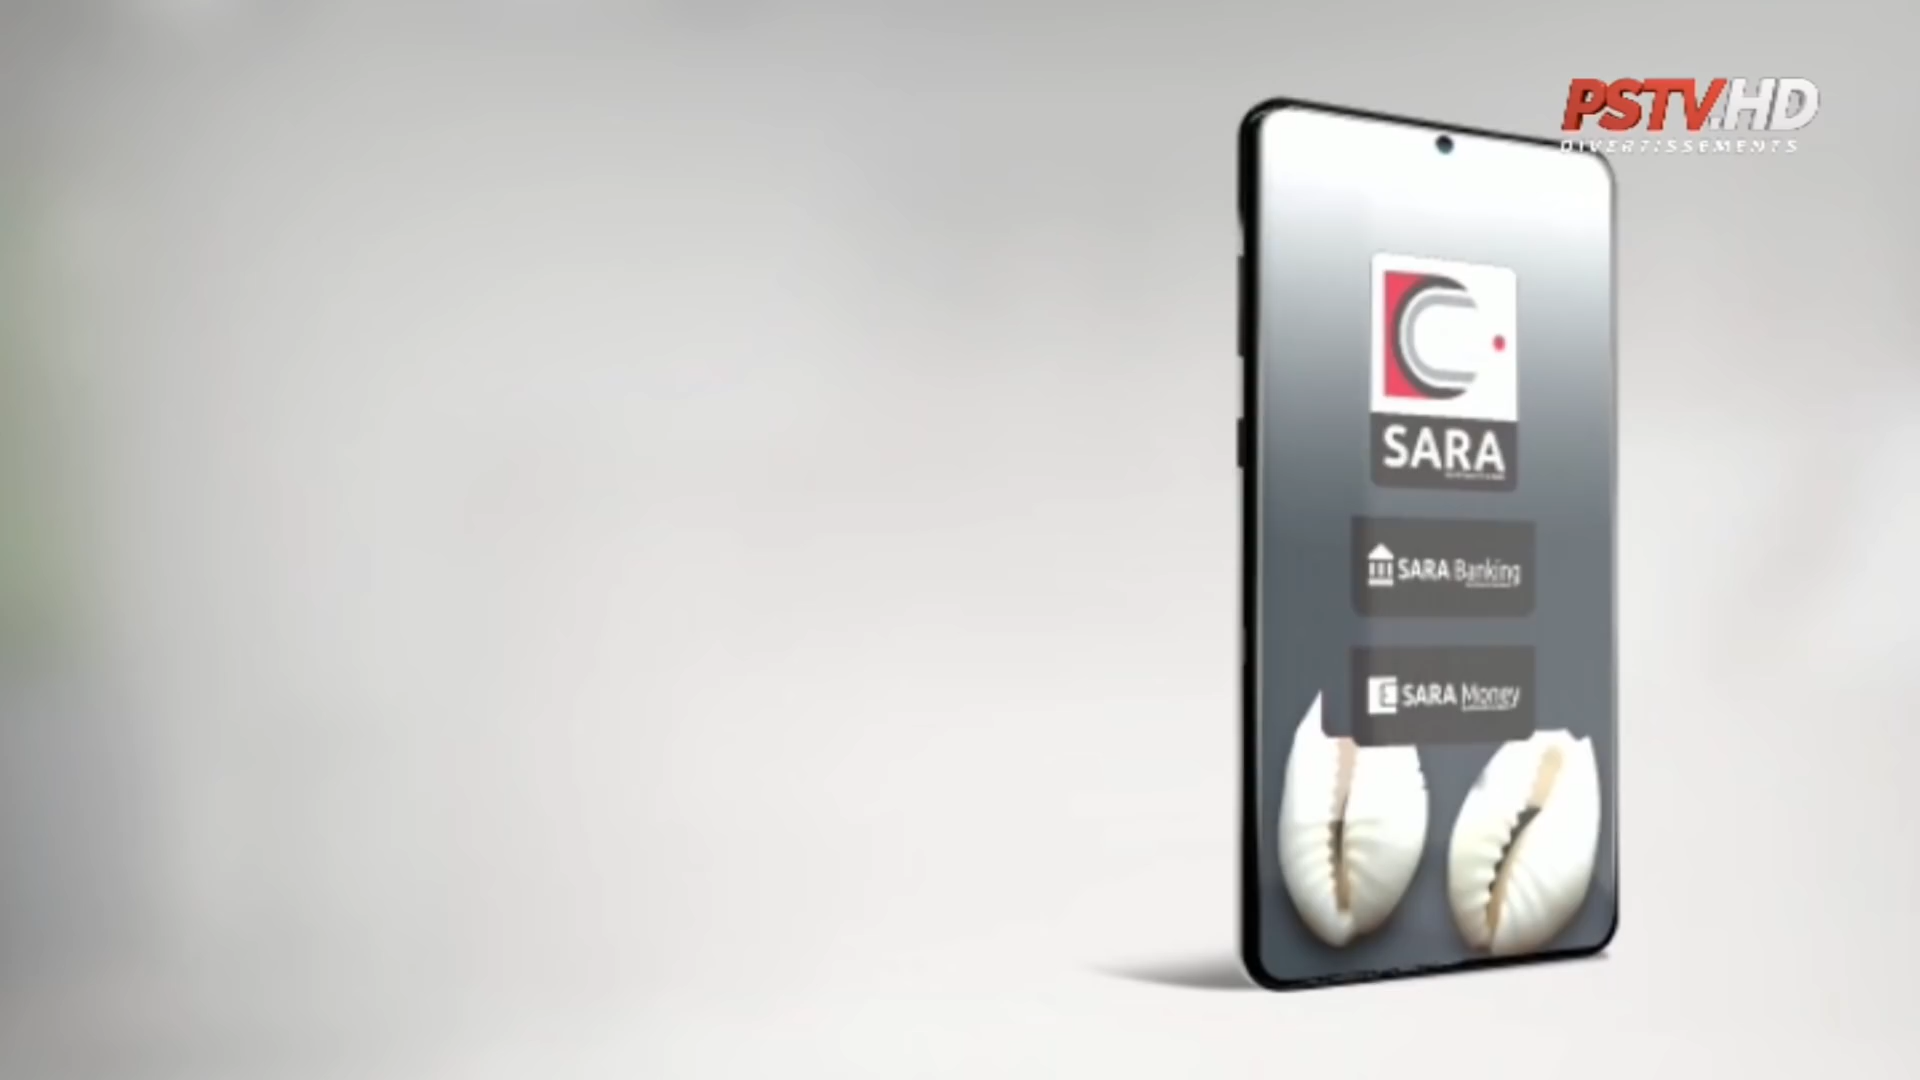 PSTV.HD
DIVERTISSEMENTS
SARA
SARA Banking
SARA Money